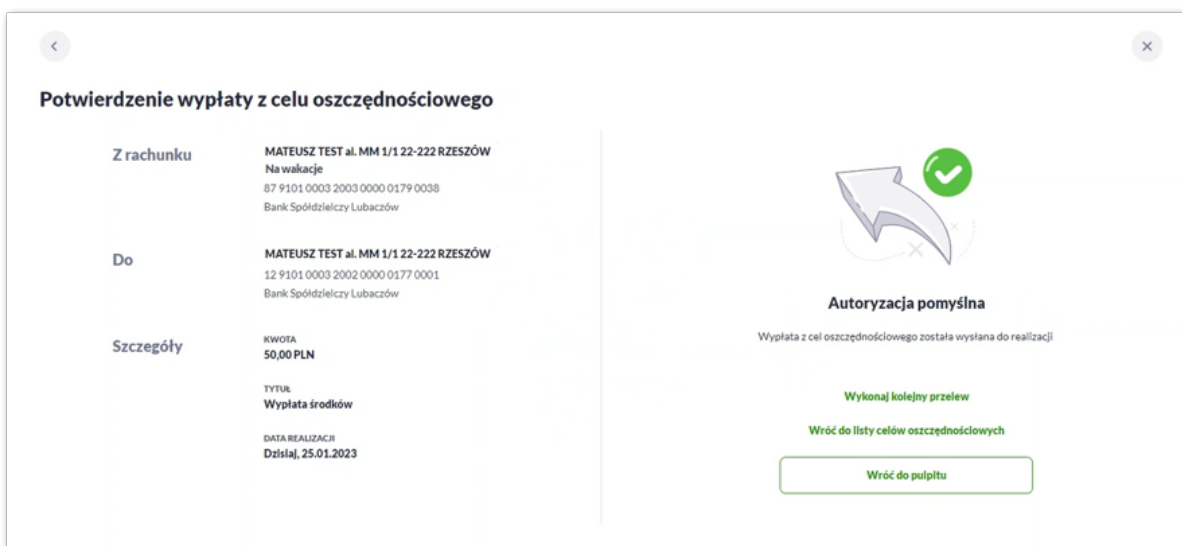 Potwierdzenie wypłaty z celu oszczędnościowego
Z rachunku
MATEUSZ TEST al. MM 1/1 22-222 RZESZÓW
Na wakacje
87 9101 0003 2003 0000 0179 0038
Bank Spółdzielczy Lubaczów
Do
MATEUSZ TEST al. MM 1/1 22-222 RZESZÓW
12 9101 0003 2002 0000 0177 0001
Bank Spółdzielczy Lubaczów
Szczegóły
KWOTA
50,00 PLN
TYTUŁ
Wypłata środków
DATA REALIZACJI
Dzisiaj, 25.01.2023
Autoryzacja pomyślna
Wypłata z cel oszczędnościowego została wysłana do realizacji
Wykonaj kolejny przelew
Wróć do listy celów oszczędnościowych
Wróć do pulpitu